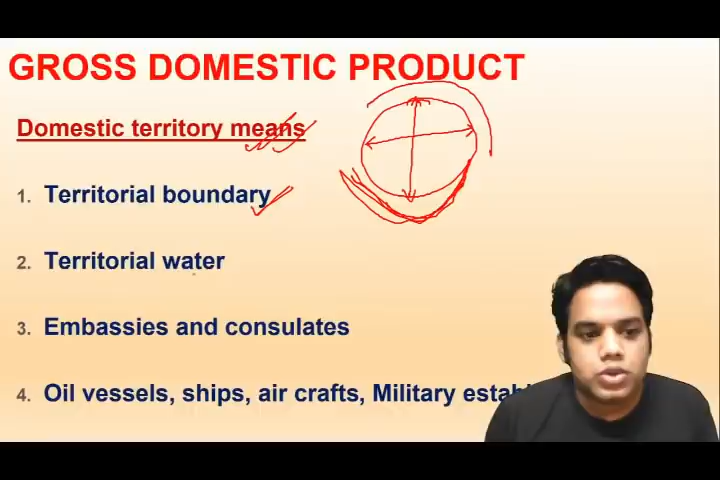 GROSS DOMESTIC PRODUCT
Domestic territory means
1. Territorial boundary
2. Territorial water
3. Embassies and consulates
4. Oil vessels, ships, air crafts, Military